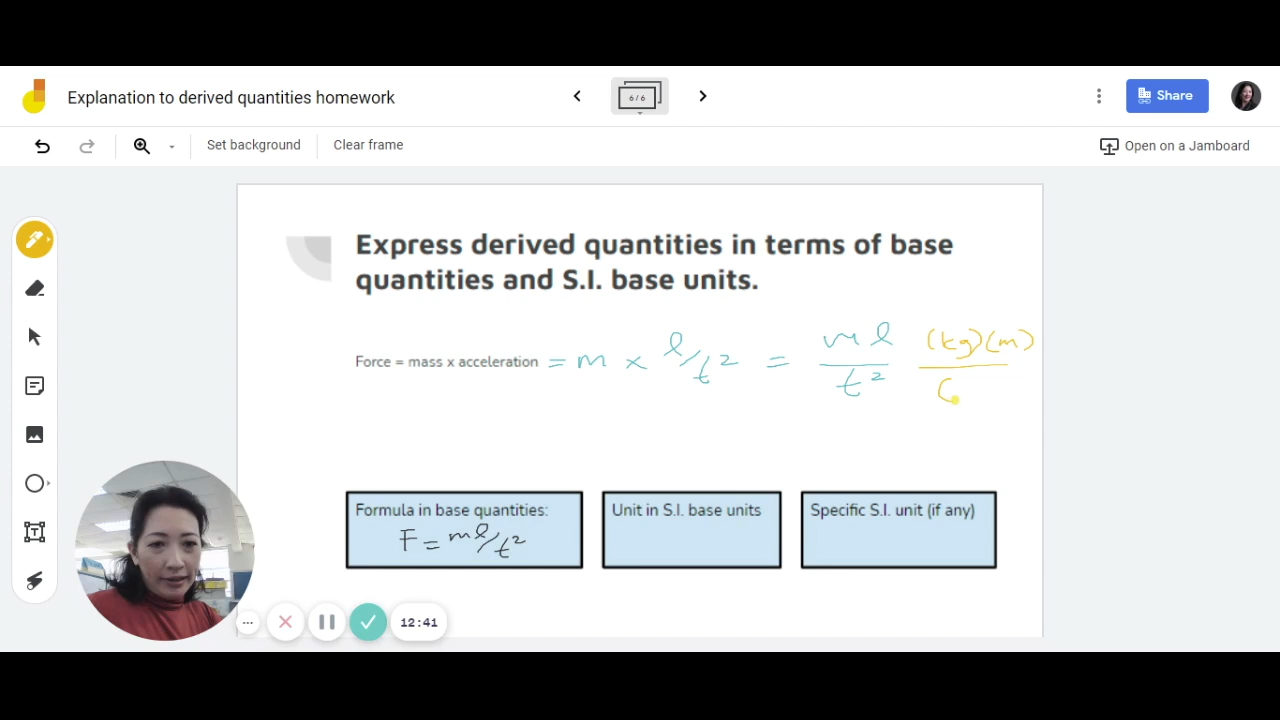 Explanation to derived quantities homework
6 / 6
Share
Set background
Clear frame
Open on a Jamboard
Express derived quantities in terms of base
quantities and S.I. base units.
Force = mass x acceleration = m × l/t² = ml/t² (kg)(m)/(
Formula in base quantities:
F = ml/t²
Unit in S.I. base units
Specific S.I. unit (if any)
12:41